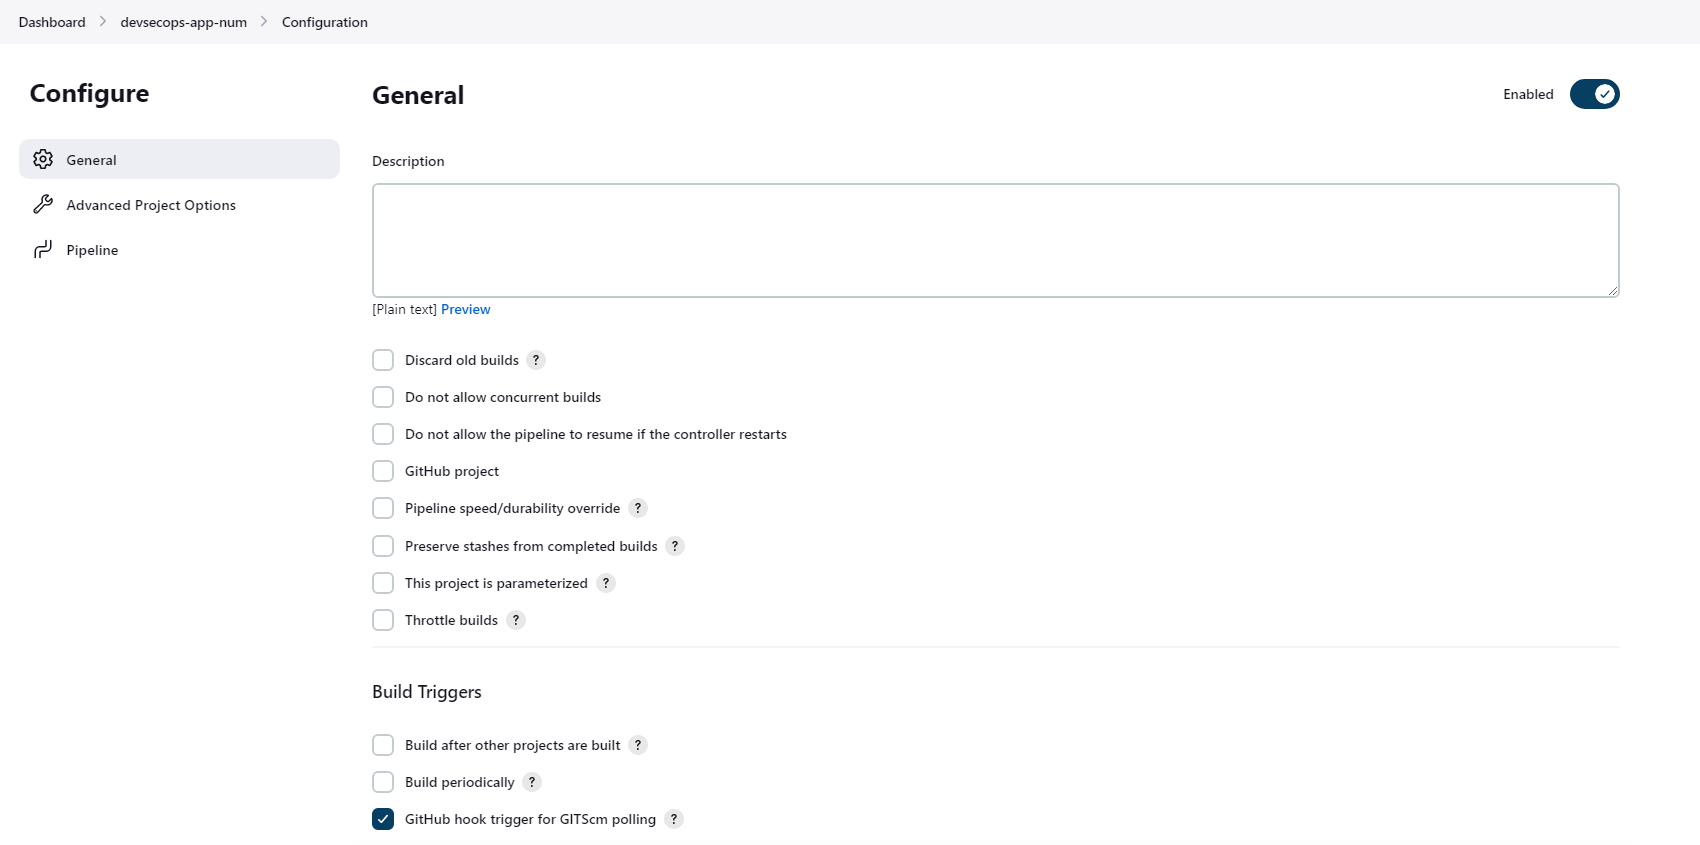 Dashboard > devsecops-app-num > Configuration
Configure
General
Advanced Project Options
Pipeline
General
Enabled
Description
[Plain text] Preview
Discard old builds ?
Do not allow concurrent builds
Do not allow the pipeline to resume if the controller restarts
GitHub project
Pipeline speed/durability override ?
Preserve stashes from completed builds ?
This project is parameterized ?
Throttle builds ?
Build Triggers
Build after other projects are built ?
Build periodically ?
GitHub hook trigger for GITScm polling ?